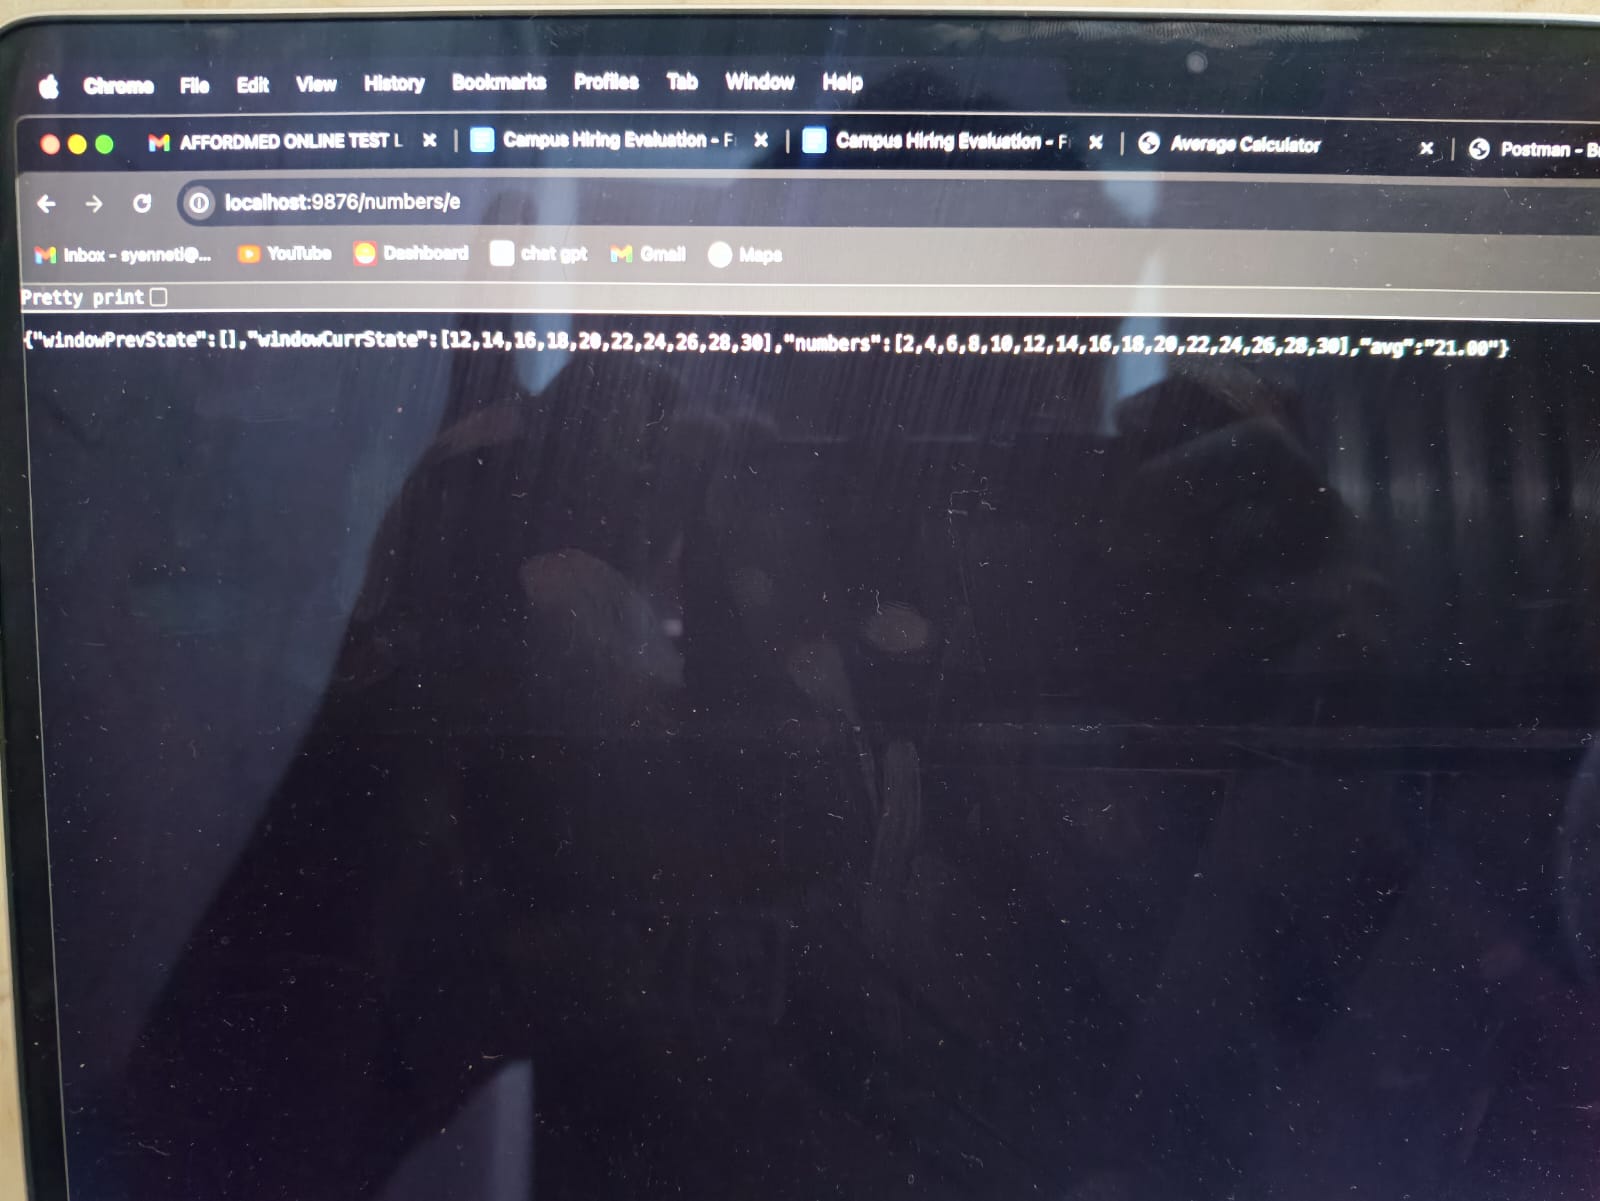 Chrome File Edit View History Bookmarks Profiles Tab Window Help
AFFORDMED ONLINE TEST L Campus Hiring Evaluation - F Campus Hiring Evaluation - F Average Calculator Postman - B
localhost:9876/numbers/e
Inbox - syenneti@... YouTube Dashboard chat gpt Gmail Maps
Pretty print
{"windowPrevState":[],"windowCurrState":[12,14,16,18,20,22,24,26,28,30],"numbers":[2,4,6,8,10,12,14,16,18,20,22,24,26,28,30],"avg":"21.00"}